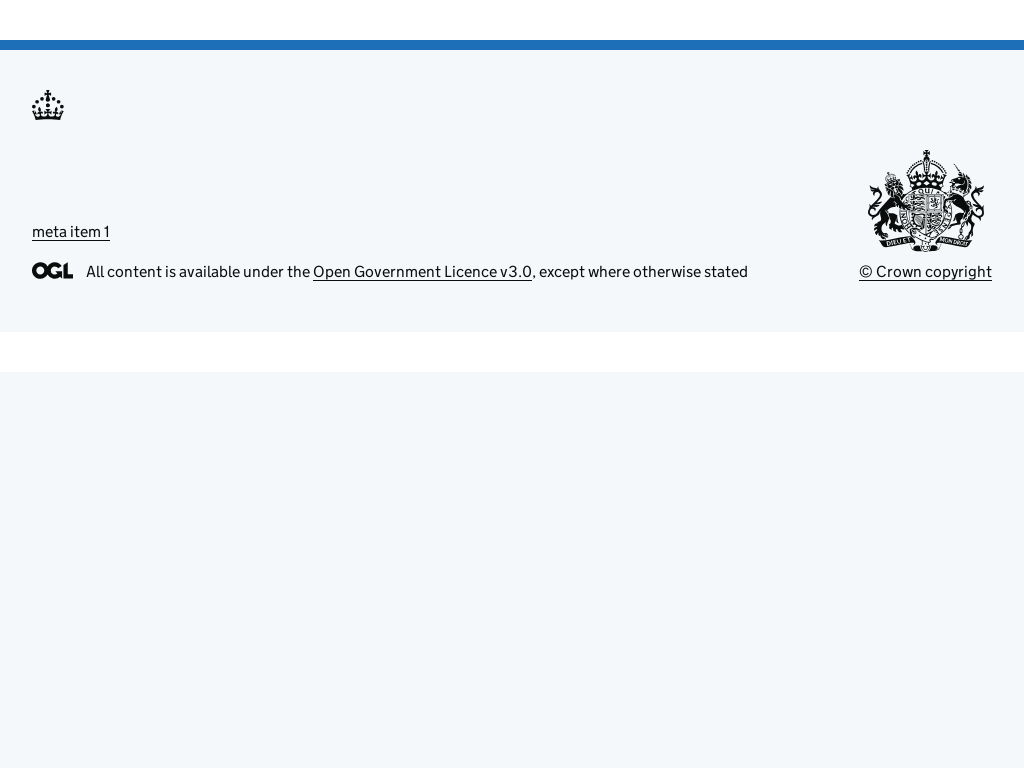 meta item 1
OGL All content is available under the Open Government Licence v3.0, except where otherwise stated
QUI
DIEU ET MON DROIT
© Crown copyright